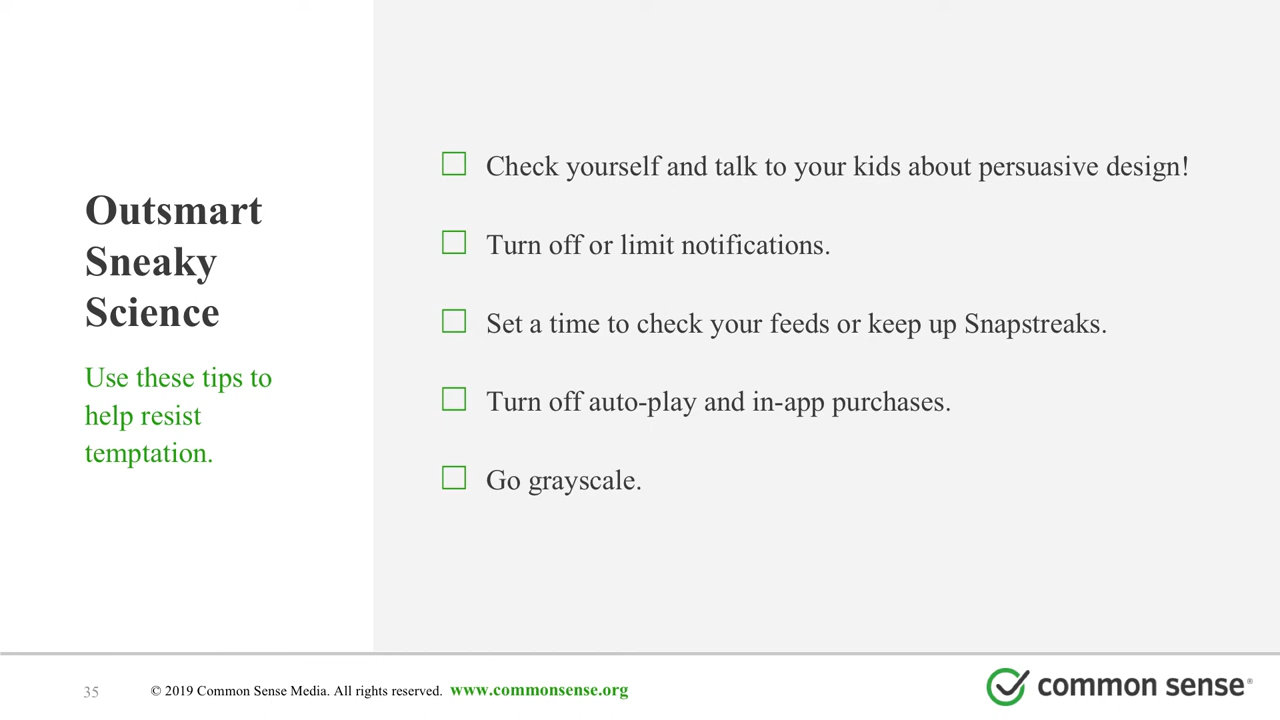 Outsmart
Sneaky
Science
Use these tips to
help resist
temptation.
Check yourself and talk to your kids about persuasive design!
Turn off or limit notifications.
Set a time to check your feeds or keep up Snapstreaks.
Turn off auto-play and in-app purchases.
Go grayscale.
35
© 2019 Common Sense Media. All rights reserved. www.commonsense.org
common sense®